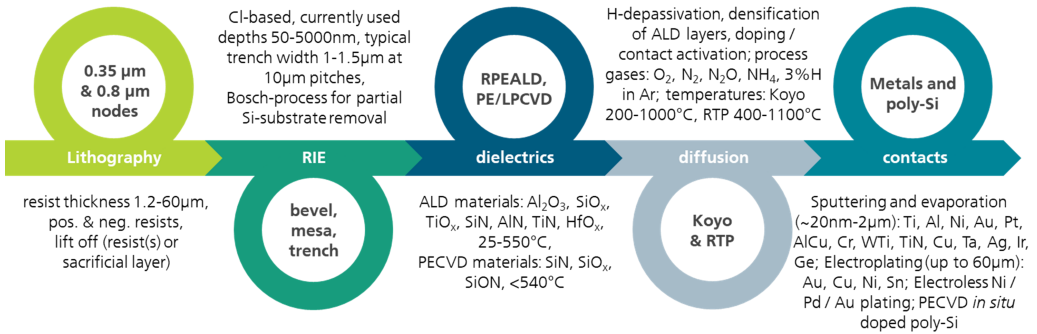 0.35 µm
& 0.8 µm
nodes
Lithography
resist thickness 1.2-60µm,
pos. & neg. resists,
lift off (resist(s) or
sacrificial layer)
Cl-based, currently used
depths 50-5000nm, typical
trench width 1-1.5µm at
10µm pitches,
Bosch-process for partial
Si-substrate removal
RIE
bevel,
mesa,
trench
RPEALD,
PE/LPCVD
dielectrics
ALD materials: Al₂O₃, SiOₓ,
TiOₓ, SiN, AlN, TiN, HfOₓ,
25-550°C,
PECVD materials: SiN, SiOₓ,
SiON, <540°C
H-depassivation, densification
of ALD layers, doping /
contact activation; process
gases: O₂, N₂, N₂O, NH₄, 3%H
in Ar; temperatures: Koyo
200-1000°C, RTP 400-1100°C
diffusion
Koyo
& RTP
Metals and
poly-Si
contacts
Sputtering and evaporation
(~20nm-2µm): Ti, Al, Ni, Au, Pt,
AlCu, Cr, WTi, TiN, Cu, Ta, Ag, Ir,
Ge; Electroplating (up to 60µm):
Au, Cu, Ni, Sn; Electroless Ni /
Pd / Au plating; PECVD in situ
doped poly-Si